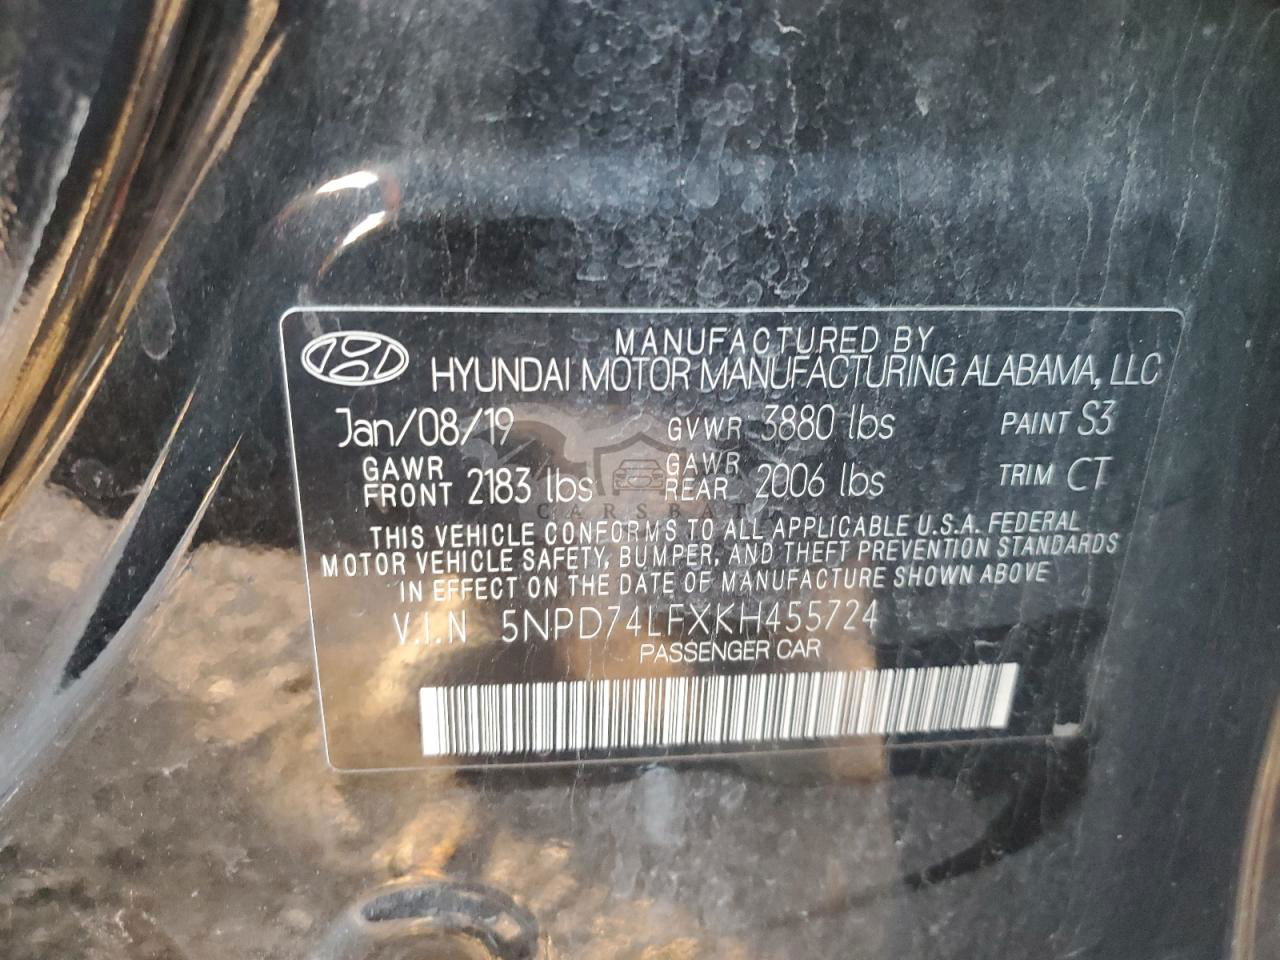 MANUFACTURED BY
HYUNDAI MOTOR MANUFACTURING ALABAMA, LLC
Jan/08/19 GVWR 3880 lbs PAINT S3
GAWR FRONT 2183 lbs GAWR REAR 2006 lbs TRIM CT
CARSBAT
THIS VEHICLE CONFORMS TO ALL APPLICABLE U.S.A. FEDERAL
MOTOR VEHICLE SAFETY, BUMPER, AND THEFT PREVENTION STANDARDS
IN EFFECT ON THE DATE OF MANUFACTURE SHOWN ABOVE
V.I.N 5NPD74LFXKH455724
PASSENGER CAR